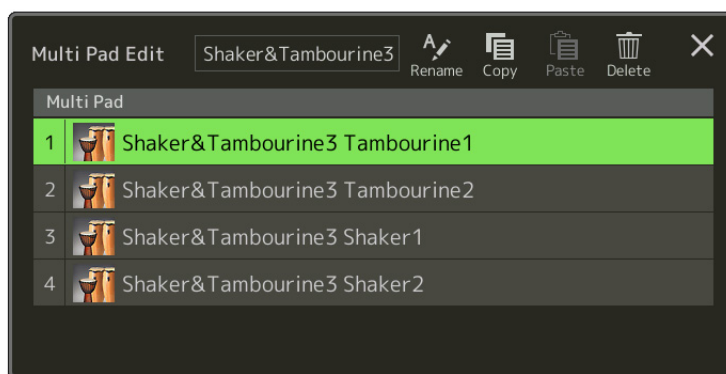 Multi Pad Edit Shaker&Tambourine3 Rename Copy Paste Delete
Multi Pad
1 Shaker&Tambourine3 Tambourine1
2 Shaker&Tambourine3 Tambourine2
3 Shaker&Tambourine3 Shaker1
4 Shaker&Tambourine3 Shaker2